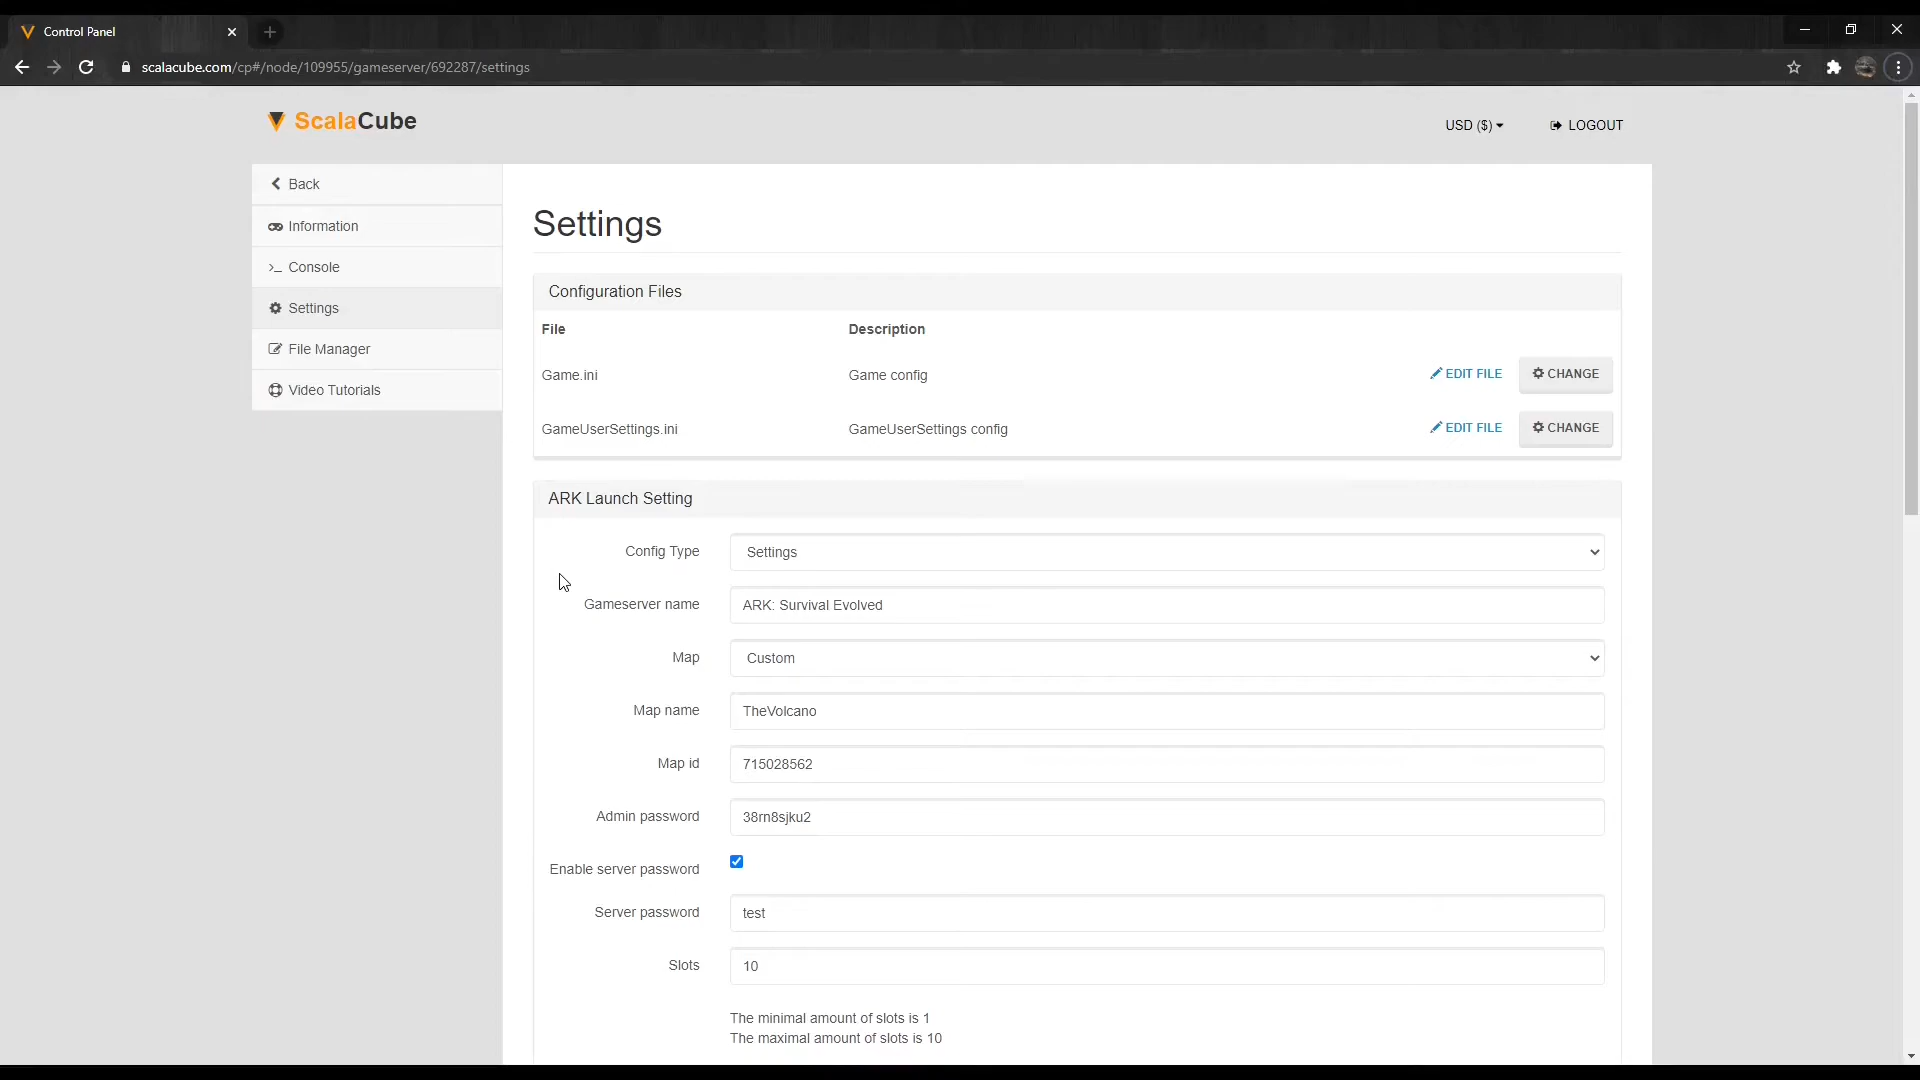 Control Panel
scalacube.com/cp#/node/109955/gameserver/692287/settings
ScalaCube
USD ($)
LOGOUT
Back
Information
Console
Settings
File Manager
Video Tutorials
Settings
Configuration Files
File Description
Game.ini Game config EDIT FILE CHANGE
GameUserSettings.ini GameUserSettings config EDIT FILE CHANGE
ARK Launch Setting
Config Type Settings
Gameserver name ARK: Survival Evolved
Map Custom
Map name TheVolcano
Map id 715028562
Admin password 38rn8sjku2
Enable server password
Server password test
Slots 10
The minimal amount of slots is 1
The maximal amount of slots is 10